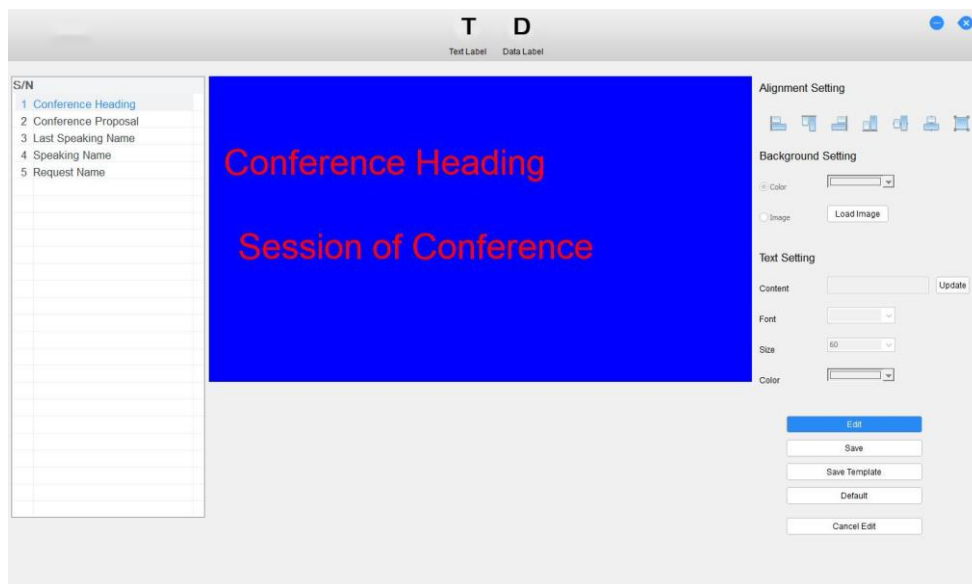 T D
Text Label Data Label
S/N
1 Conference Heading
2 Conference Proposal
3 Last Speaking Name
4 Speaking Name
5 Request Name
Conference Heading
Session of Conference
Alignment Setting
Background Setting
Color
Image Load Image
Text Setting
Content Update
Font
Size 60
Color
Edit
Save
Save Template
Default
Cancel Edit